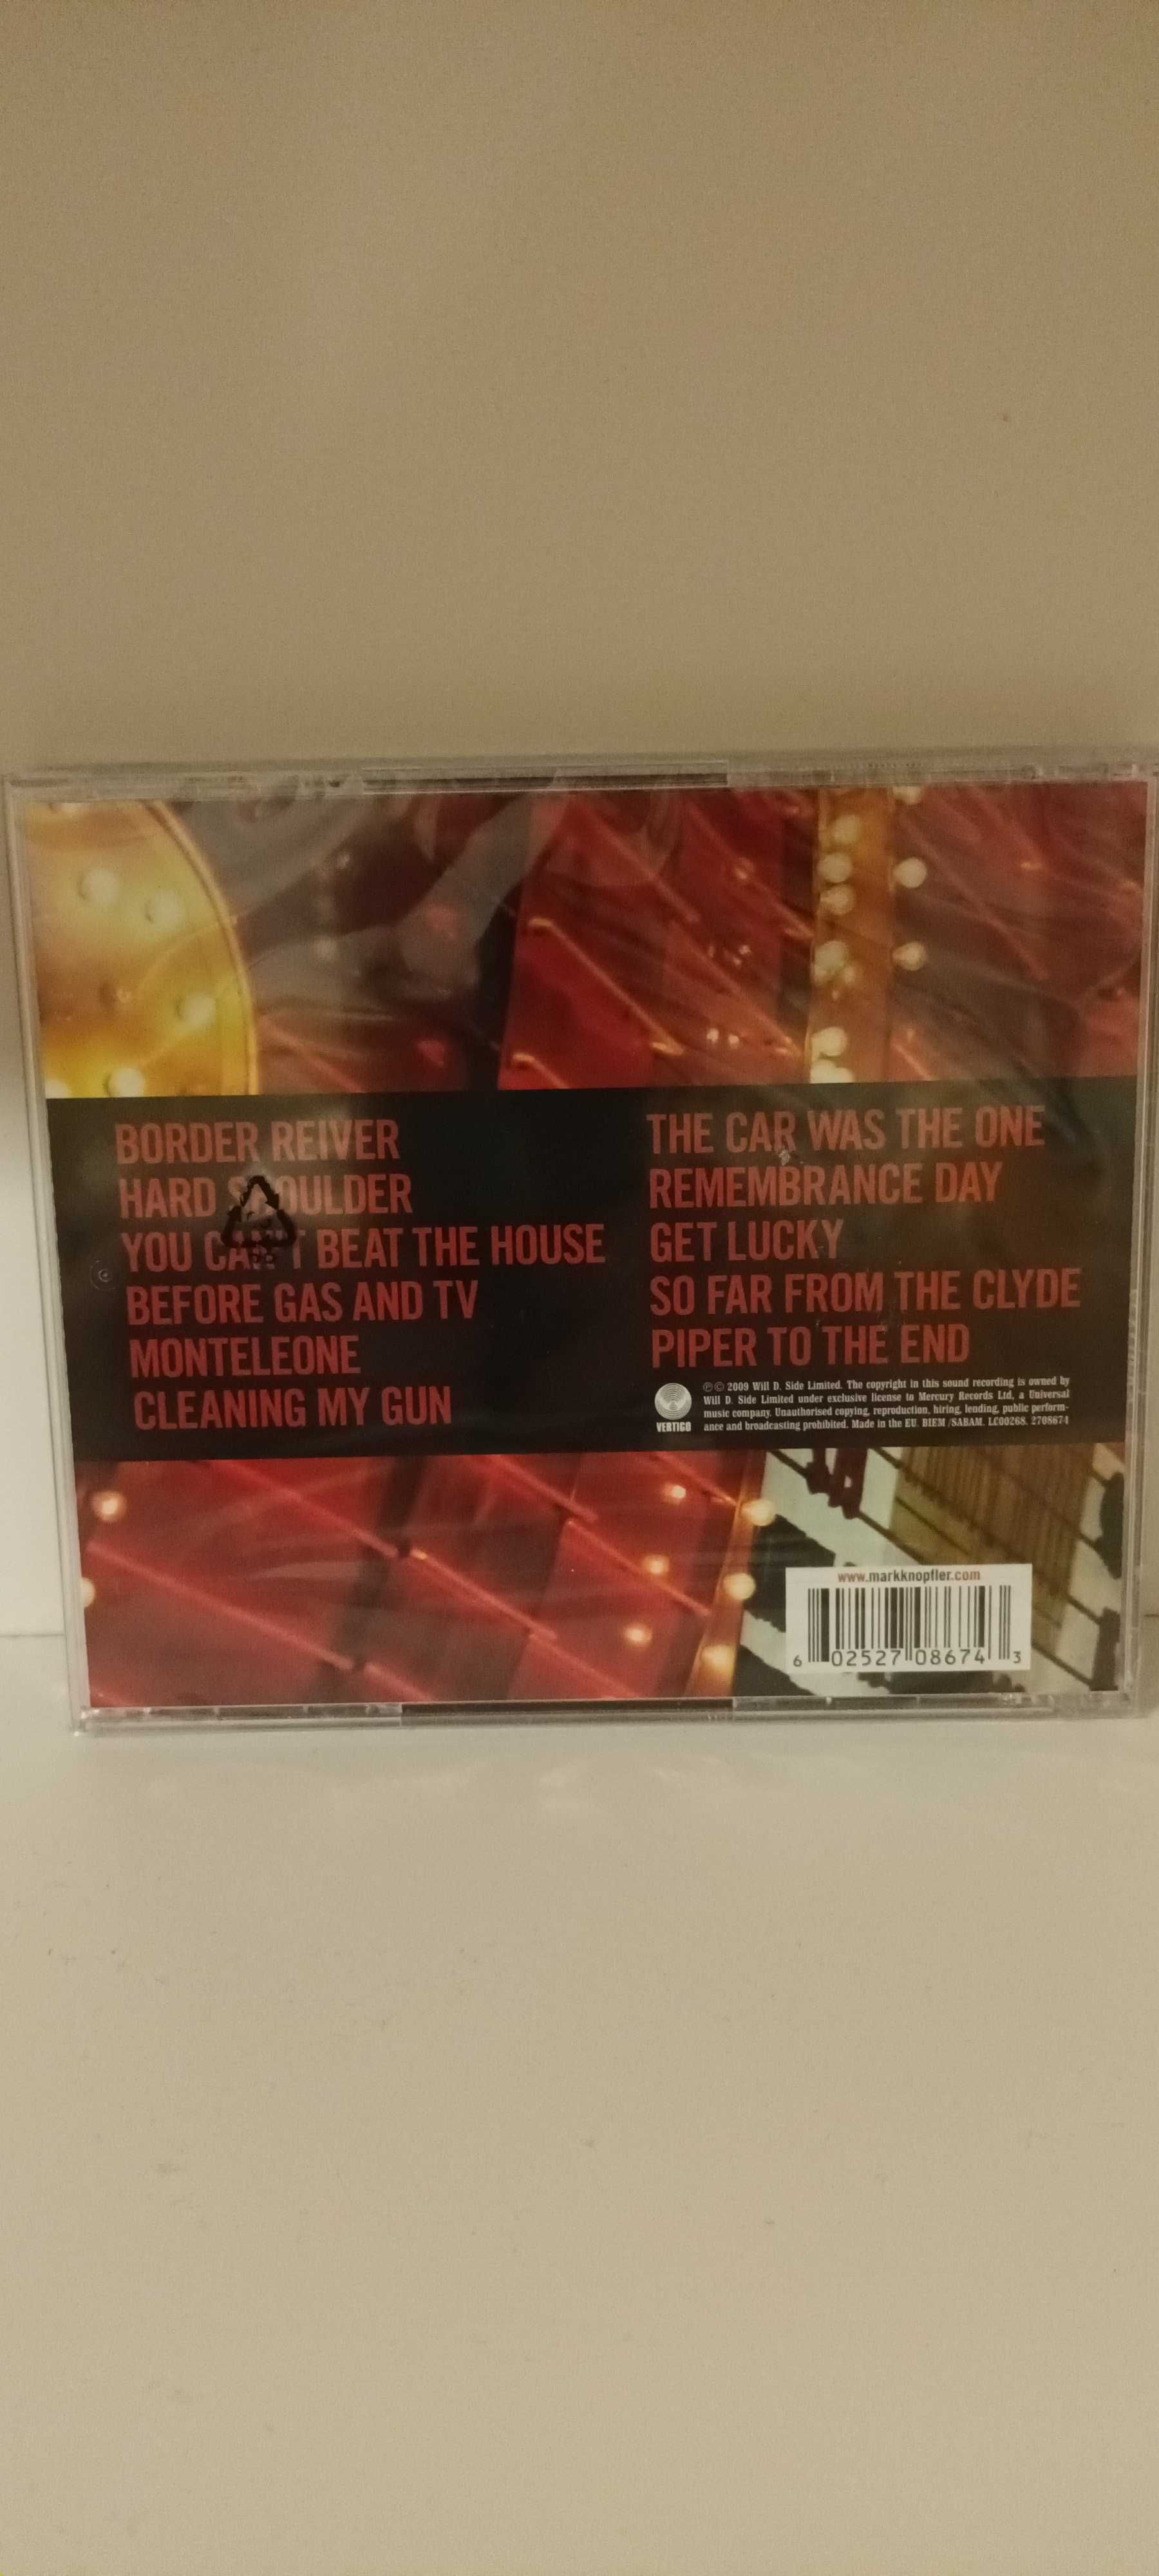 BORDER REIVER
HARD SHOULDER
YOU CAN'T BEAT THE HOUSE
BEFORE GAS AND TV
MONTELEONE
CLEANING MY GUN
THE CAR WAS THE ONE
REMEMBRANCE DAY
GET LUCKY
SO FAR FROM THE CLYDE
PIPER TO THE END
VERTIGO
℗ © 2009 Will D. Side Limited. The copyright in this sound recording is owned by
Will D. Side Limited under exclusive license to Mercury Records Ltd, a Universal
music company. Unauthorised copying, reproduction, hiring, lending, public perform-
ance and broadcasting prohibited. Made in the EU. BIEM/SABAM. LC00268. 2708674
www.markknopfler.com
6 02527 08674 3